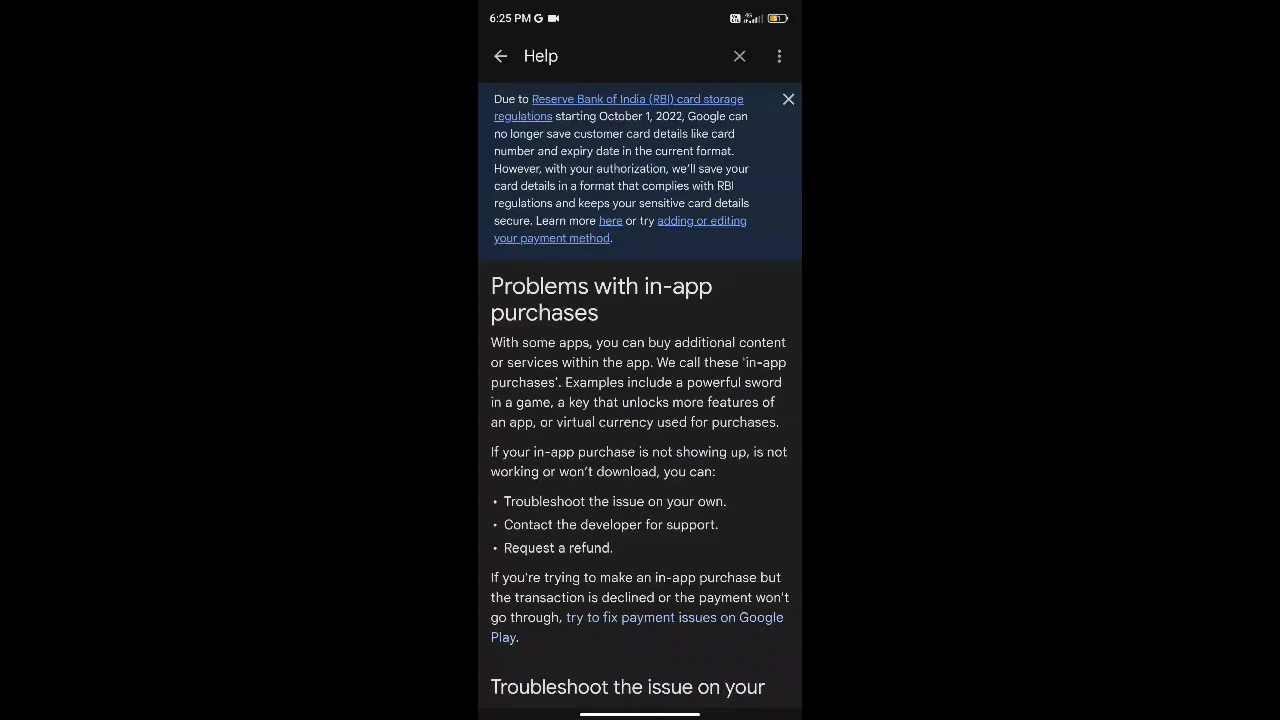 6:25 PM G
4G
Help
Due to Reserve Bank of India (RBI) card storage
regulations starting October 1, 2022, Google can
no longer save customer card details like card
number and expiry date in the current format.
However, with your authorization, we'll save your
card details in a format that complies with RBI
regulations and keeps your sensitive card details
secure. Learn more here or try adding or editing
your payment method.
Problems with in-app
purchases
With some apps, you can buy additional content
or services within the app. We call these 'in-app
purchases'. Examples include a powerful sword
in a game, a key that unlocks more features of
an app, or virtual currency used for purchases.
If your in-app purchase is not showing up, is not
working or won't download, you can:
• Troubleshoot the issue on your own.
• Contact the developer for support.
• Request a refund.
If you're trying to make an in-app purchase but
the transaction is declined or the payment won't
go through, try to fix payment issues on Google
Play.
Troubleshoot the issue on your